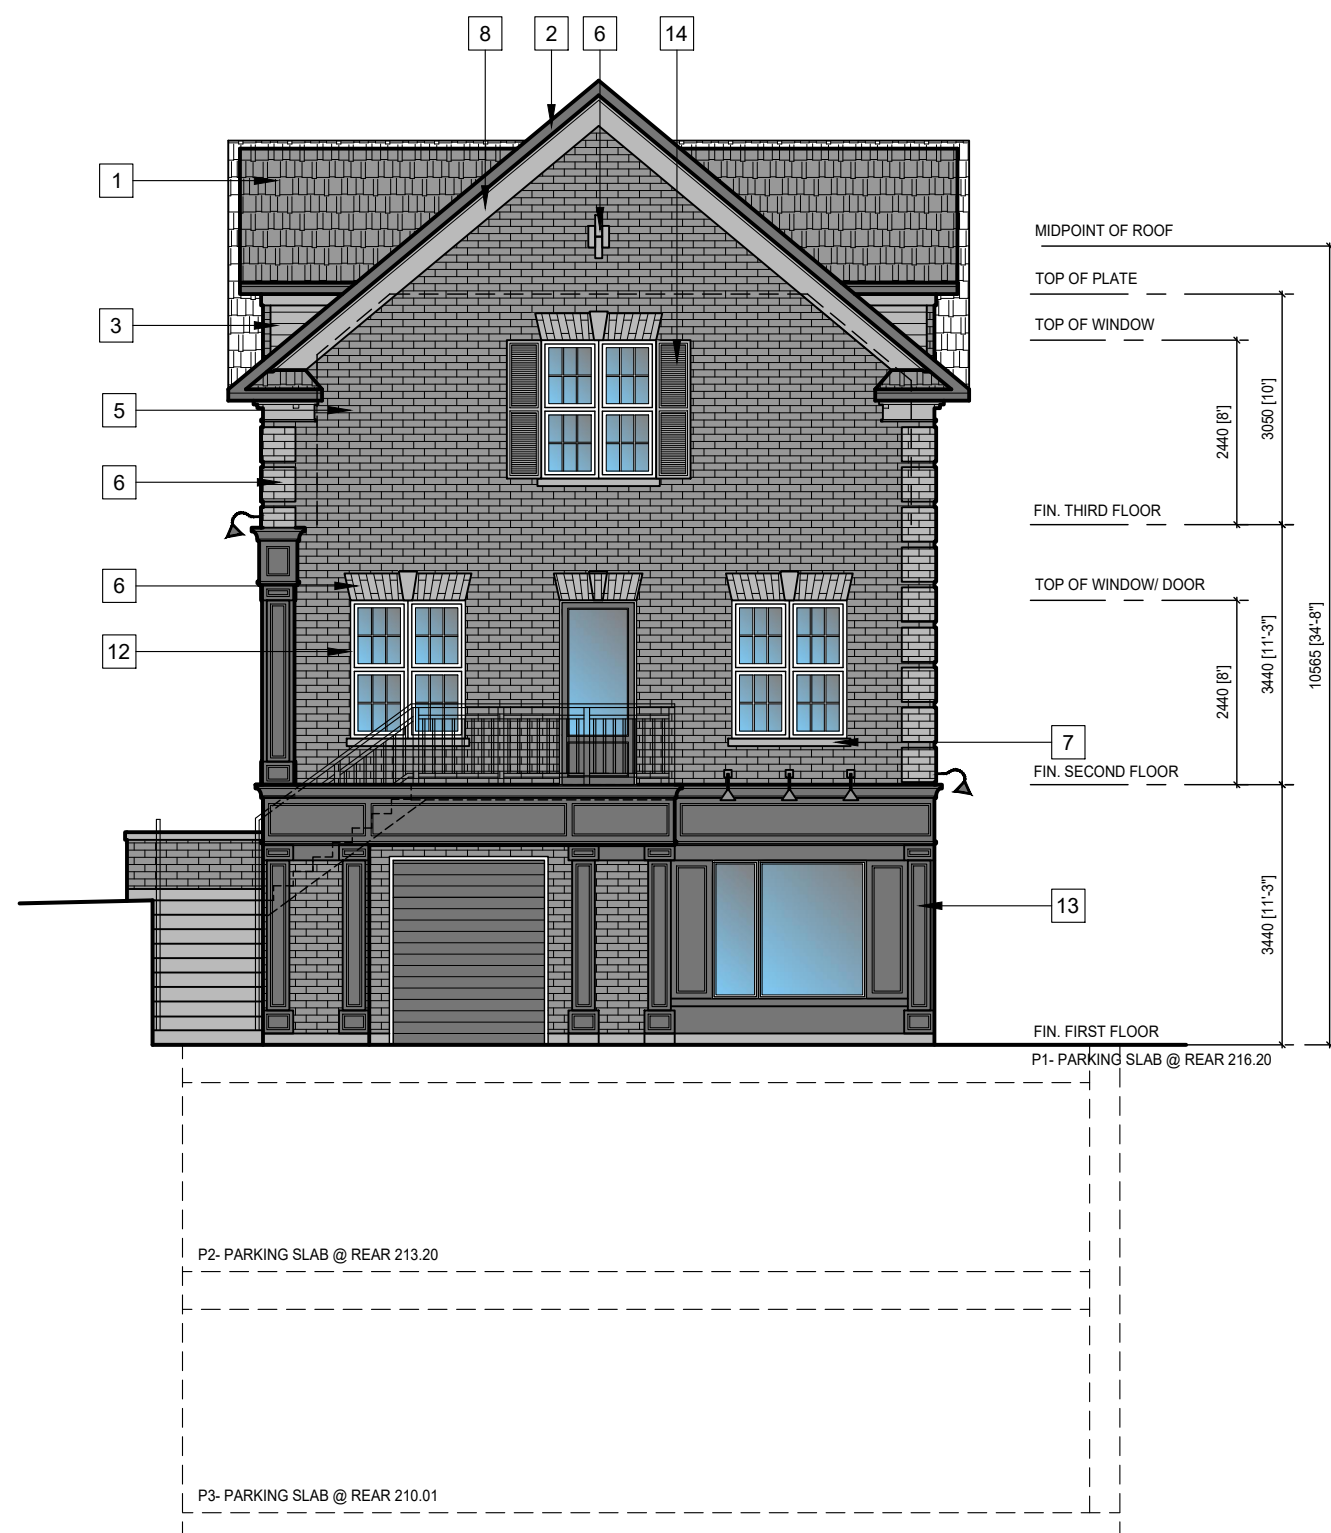 8
2
6
14
1
MIDPOINT OF ROOF
TOP OF PLATE
3
TOP OF WINDOW
5
2440 [8']
3050 [10']
6
FIN. THIRD FLOOR
6
TOP OF WINDOW/ DOOR
12
2440 [8']
3440 [11'-3"]
10565 [34'-8"]
7
FIN. SECOND FLOOR
13
3440 [11'-3"]
FIN. FIRST FLOOR
P1- PARKING SLAB @ REAR 216.20
P2- PARKING SLAB @ REAR 213.20
P3- PARKING SLAB @ REAR 210.01